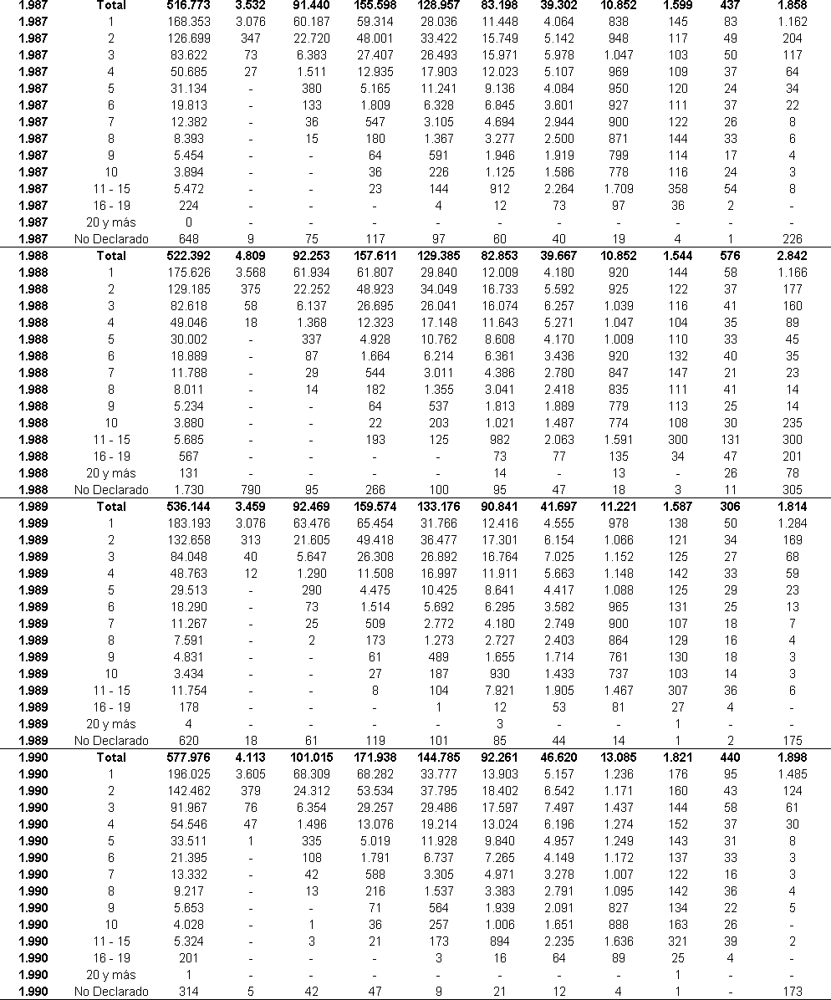 1.987 Total 516.773 3.532 91.440 155.598 128.957 83.198 39.302 10.852 1.599 437 1.858
1.987 1 168.353 3.076 60.187 59.314 28.036 11.448 4.064 838 145 83 1.162
1.987 2 126.699 347 22.720 48.001 33.422 15.749 5.142 948 117 49 204
1.987 3 83.622 73 6.383 27.407 26.493 15.971 5.978 1.047 103 50 117
1.987 4 50.685 27 1.511 12.935 17.903 12.023 5.107 969 109 37 64
1.987 5 31.134 - 380 5.165 11.241 9.136 4.084 950 120 24 34
1.987 6 19.813 - 133 1.809 6.328 6.845 3.601 927 111 37 22
1.987 7 12.382 - 36 547 3.105 4.694 2.944 900 122 26 8
1.987 8 8.393 - 15 180 1.367 3.277 2.500 871 144 33 6
1.987 9 5.454 - - 64 591 1.946 1.919 799 114 17 4
1.987 10 3.894 - - 36 226 1.125 1.586 778 116 24 3
1.987 11 - 15 5.472 - - 23 144 912 2.264 1.709 358 54 8
1.987 16 - 19 224 - - - 4 12 73 97 36 2 -
1.987 20 y más 0 - - - - - - - - - -
1.987 No Declarado 648 9 75 117 97 60 40 19 4 1 226
1.988 Total 522.392 4.809 92.253 157.611 129.385 82.853 39.667 10.852 1.544 576 2.842
1.988 1 175.626 3.568 61.934 61.807 29.840 12.009 4.180 920 144 58 1.166
1.988 2 129.185 375 22.252 48.923 34.049 16.733 5.592 925 122 37 177
1.988 3 82.618 58 6.137 26.695 26.041 16.074 6.257 1.039 116 41 160
1.988 4 49.046 18 1.368 12.323 17.148 11.643 5.271 1.047 104 35 89
1.988 5 30.002 - 337 4.928 10.762 8.608 4.170 1.009 110 33 45
1.988 6 18.889 - 87 1.664 6.214 6.361 3.436 920 132 40 35
1.988 7 11.788 - 29 544 3.011 4.386 2.780 847 147 21 23
1.988 8 8.011 - 14 182 1.355 3.041 2.418 835 111 41 14
1.988 9 5.234 - - 64 537 1.813 1.889 779 113 25 14
1.988 10 3.880 - - 22 203 1.021 1.487 774 108 30 235
1.988 11 - 15 5.685 - - 193 125 982 2.063 1.591 300 131 300
1.988 16 - 19 567 - - - - 73 77 135 34 47 201
1.988 20 y más 131 - - - - 14 - 13 - 26 78
1.988 No Declarado 1.730 790 95 266 100 95 47 18 3 11 305
1.989 Total 536.144 3.459 92.469 159.574 133.176 90.841 41.697 11.221 1.587 306 1.814
1.989 1 183.193 3.076 63.476 65.454 31.766 12.416 4.555 978 138 50 1.284
1.989 2 132.658 313 21.605 49.418 36.477 17.301 6.154 1.066 121 34 169
1.989 3 84.048 40 5.647 26.308 26.892 16.764 7.025 1.152 125 27 68
1.989 4 48.763 12 1.290 11.508 16.997 11.911 5.663 1.148 142 33 59
1.989 5 29.513 - 290 4.475 10.425 8.641 4.417 1.088 125 29 23
1.989 6 18.290 - 73 1.514 5.692 6.295 3.582 965 131 25 13
1.989 7 11.267 - 25 509 2.772 4.180 2.749 900 107 18 7
1.989 8 7.591 - 2 173 1.273 2.727 2.403 864 129 16 4
1.989 9 4.831 - - 61 489 1.655 1.714 761 130 18 3
1.989 10 3.434 - - 27 187 930 1.433 737 103 14 3
1.989 11 - 15 11.754 - - 8 104 7.921 1.905 1.467 307 36 6
1.989 16 - 19 178 - - - 1 12 53 81 27 4 -
1.989 20 y más 4 - - - - 3 - - 1 - -
1.989 No Declarado 620 18 61 119 101 85 44 14 1 2 175
1.990 Total 577.976 4.113 101.015 171.938 144.785 92.261 46.620 13.085 1.821 440 1.898
1.990 1 196.025 3.605 68.309 68.282 33.777 13.903 5.157 1.236 176 95 1.485
1.990 2 142.462 379 24.312 53.534 37.795 18.402 6.542 1.171 160 43 124
1.990 3 91.967 76 6.354 29.257 29.486 17.597 7.497 1.437 144 58 61
1.990 4 54.546 47 1.496 13.076 19.214 13.024 6.196 1.274 152 37 30
1.990 5 33.511 1 335 5.019 11.928 9.840 4.957 1.249 143 31 8
1.990 6 21.395 - 108 1.791 6.737 7.265 4.149 1.172 137 33 3
1.990 7 13.332 - 42 588 3.305 4.971 3.278 1.007 122 16 3
1.990 8 9.217 - 13 216 1.537 3.383 2.791 1.095 142 36 4
1.990 9 5.653 - - 71 564 1.939 2.091 827 134 22 5
1.990 10 4.028 - 1 36 257 1.006 1.651 888 163 26 -
1.990 11 - 15 5.324 - 3 21 173 894 2.235 1.636 321 39 2
1.990 16 - 19 201 - - - 3 16 64 89 25 4 -
1.990 20 y más 1 - - - - - - - 1 - -
1.990 No Declarado 314 5 42 47 9 21 12 4 1 - 173